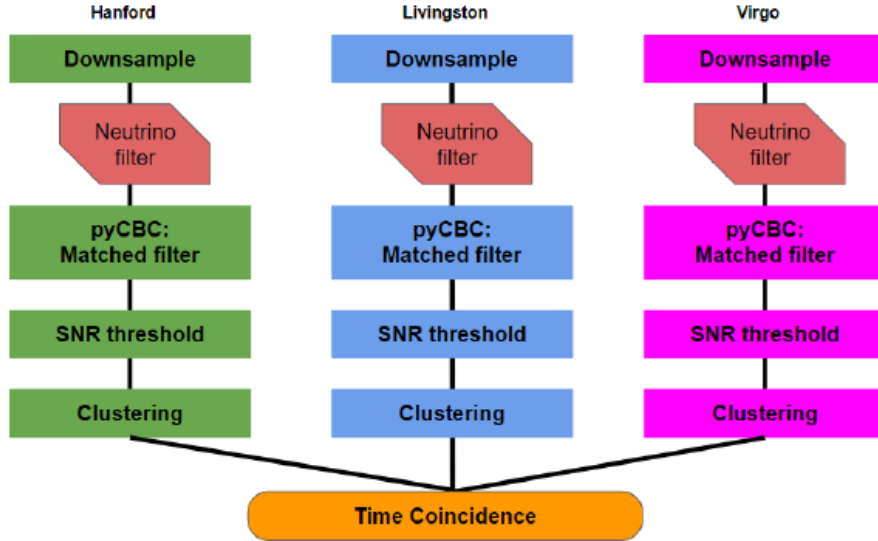 Hanford
Livingston
Virgo
Downsample
Downsample
Downsample
Neutrino
filter
Neutrino
filter
Neutrino
filter
pyCBC:
Matched filter
pyCBC:
Matched filter
pyCBC:
Matched filter
SNR threshold
SNR threshold
SNR threshold
Clustering
Clustering
Clustering
Time Coincidence